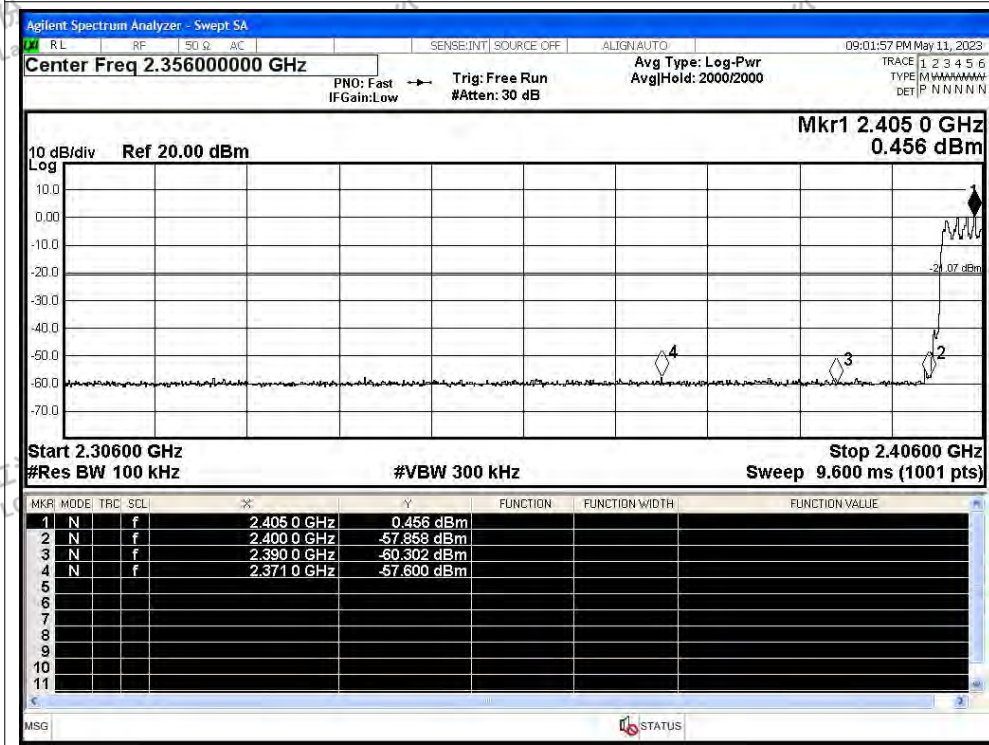 Agilent Spectrum Analyzer - Swept SA
RL RF 50 Ω AC SENSE:INT SOURCE OFF ALIGN AUTO 09:01:57 PM May 11, 2023
Center Freq 2.356000000 GHz Avg Type: Log-Pwr TRACE 1 2 3 4 5 6
PNO: Fast Trig: Free Run Avg|Hold: 2000/2000 TYPE M
IFGain:Low #Atten: 30 dB DET P N N N N N
Mkr1 2.405 0 GHz
0.456 dBm
10 dB/div Ref 20.00 dBm
Log
1
10.0
0.00
-10.0
-20.0
-21.07 dBm
-30.0
-40.0
-50.0
4 3 2
-60.0
-70.0
Start 2.30600 GHz Stop 2.40600 GHz
#Res BW 100 kHz #VBW 300 kHz Sweep 9.600 ms (1001 pts)
MKR MODE TRC SCL X Y FUNCTION FUNCTION WIDTH FUNCTION VALUE
1 N f 2.405 0 GHz 0.456 dBm
2 N f 2.400 0 GHz -57.858 dBm
3 N f 2.390 0 GHz -60.302 dBm
4 N f 2.371 0 GHz -57.600 dBm
5
6
7
8
9
10
11
MSG STATUS